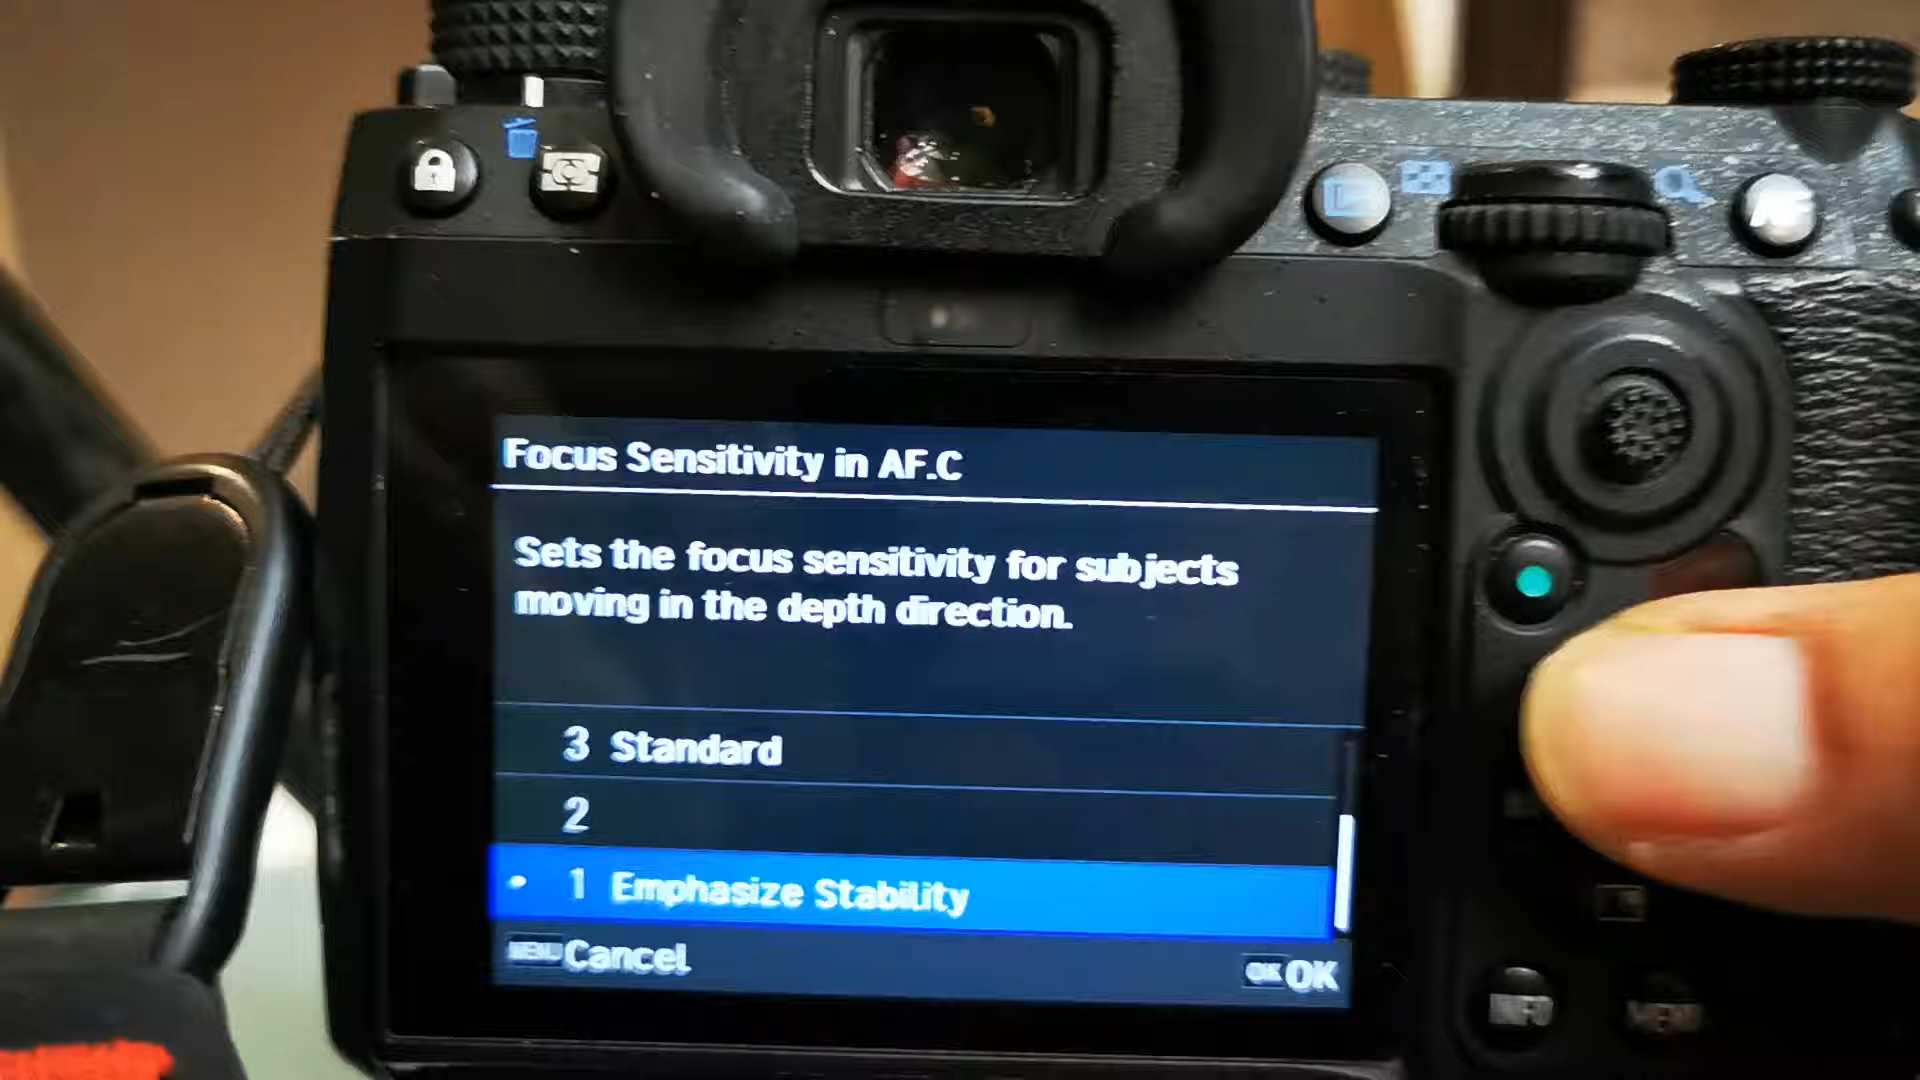 Focus Sensitivity in AF.C
Sets the focus sensitivity for subjects
moving in the depth direction.
3 Standard
2
1 Emphasize Stability
MENU Cancel
OK OK
INFO
MENU